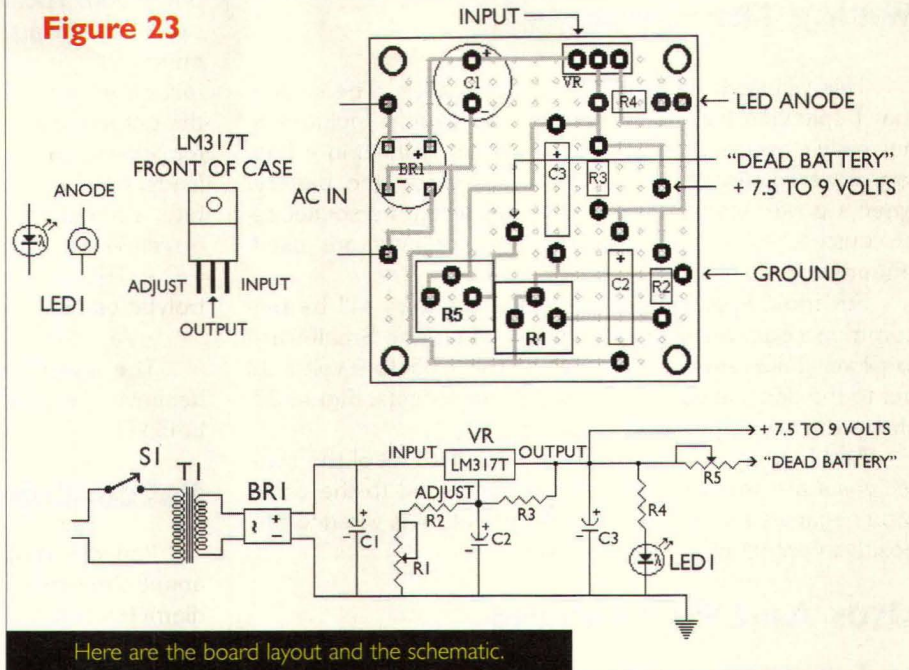 Figure 23
INPUT
C1
+
VR
R4
LED ANODE
LM317T
FRONT OF CASE
ANODE
LED1
ADJUST
INPUT
OUTPUT
AC IN
+
BR1
−
+
C3
R3
"DEAD BATTERY"
+ 7.5 TO 9 VOLTS
GROUND
+
C2
R2
R5
R1
S1
T1
BR1
~
+
−
INPUT
VR
LM317T
OUTPUT
ADJUST
R2
R3
R1
+
C1
−
+
C2
−
+
C3
−
R4
LED1
R5
+ 7.5 TO 9 VOLTS
"DEAD BATTERY"
Here are the board layout and the schematic.